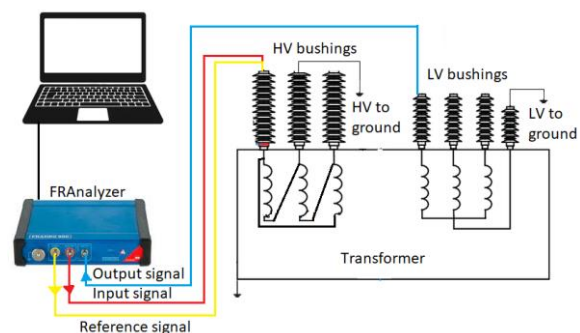 HV bushings
LV bushings
HV to
ground
LV to
ground
FRAnalyzer
Transformer
Output signal
Input signal
Reference signal